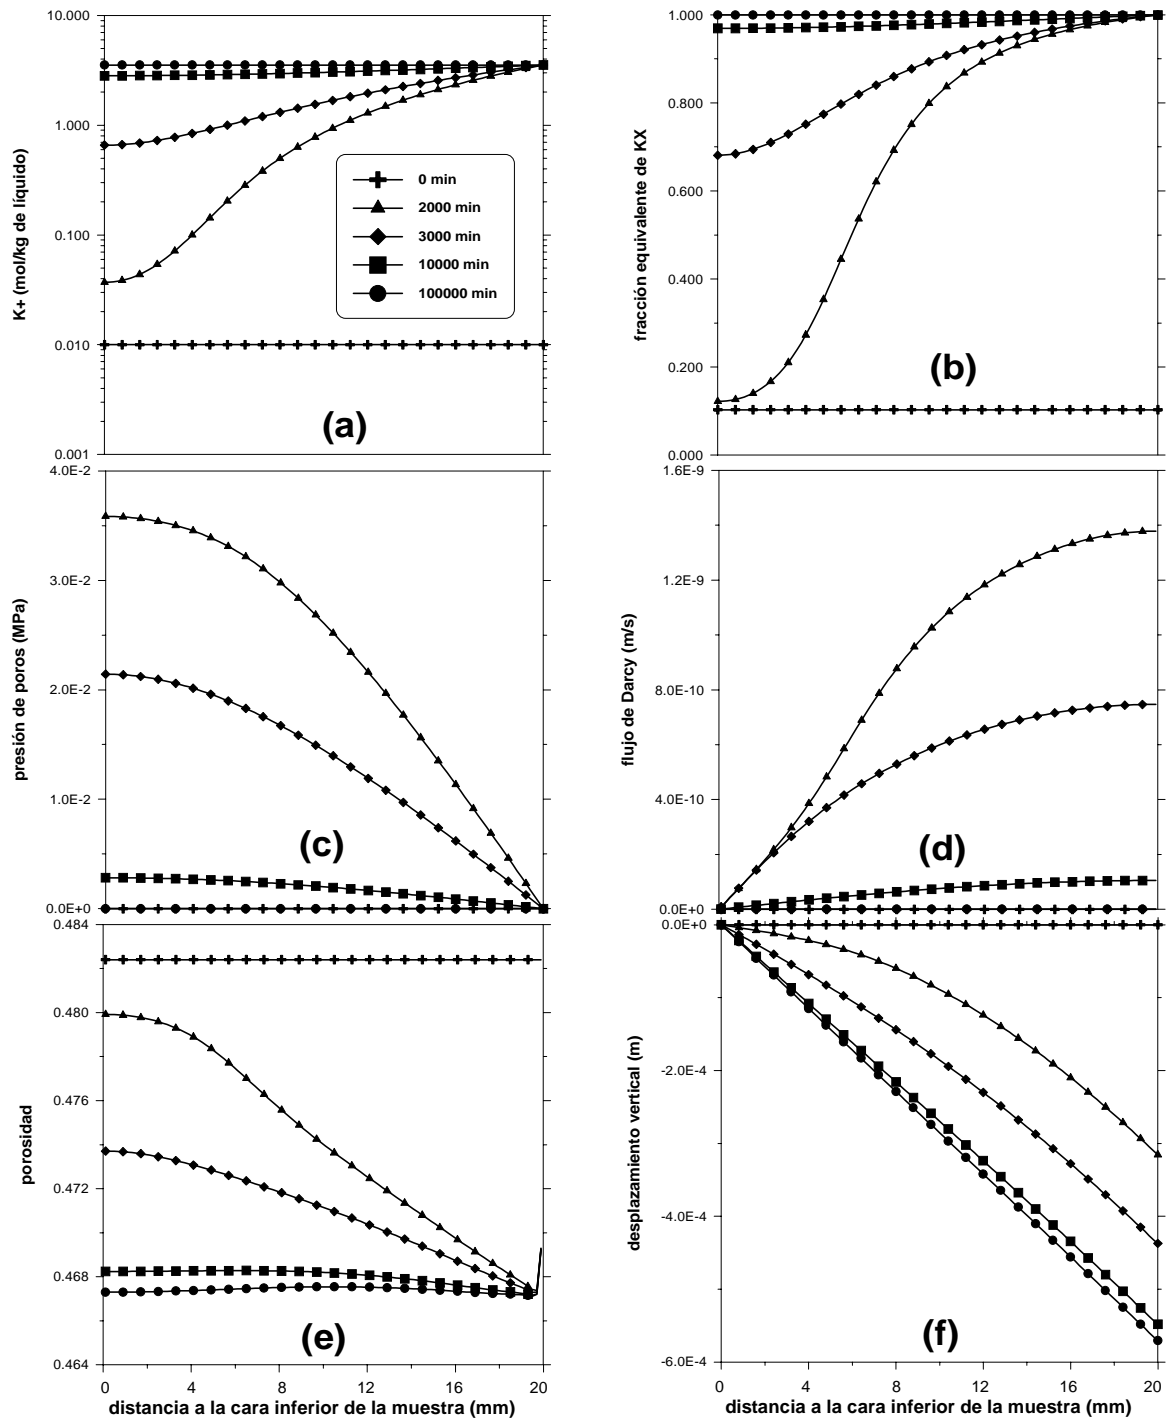 10.000
1.000
0.100
0.010
0.001
K+ (mol/kg de líquido)
0 min
2000 min
3000 min
10000 min
100000 min
(a)
1.000
0.800
0.600
0.400
0.200
0.000
fracción equivalente de KX
(b)
4.0E-2
3.0E-2
2.0E-2
1.0E-2
0.0E+0
presión de poros (MPa)
(c)
1.6E-9
1.2E-9
8.0E-10
4.0E-10
0.0E+0
flujo de Darcy (m/s)
(d)
0.484
0.480
0.476
0.472
0.468
0.464
porosidad
(e)
0 4 8 12 16 20
distancia a la cara inferior de la muestra (mm)
0.0E+0
-2.0E-4
-4.0E-4
-6.0E-4
desplazamiento vertical (m)
(f)
0 4 8 12 16 20
distancia a la cara inferior de la muestra (mm)